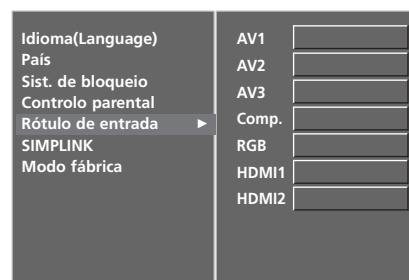 Idioma(Language)
País
Sist. de bloqueio
Controlo parental
Rótulo de entrada ►
SIMPLINK
Modo fábrica
AV1
AV2
AV3
Comp.
RGB
HDMI1
HDMI2